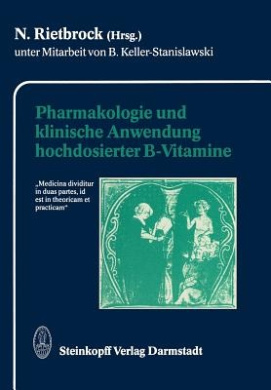 N. Rietbrock (Hrsg.)
unter Mitarbeit von B. Keller-Stanislawski
Pharmakologie und
klinische Anwendung
hochdosierter B-Vitamine
„Medicina dividitur
in duas partes, id
est in theoricam et
practicam“
Steinkopff Verlag Darmstadt